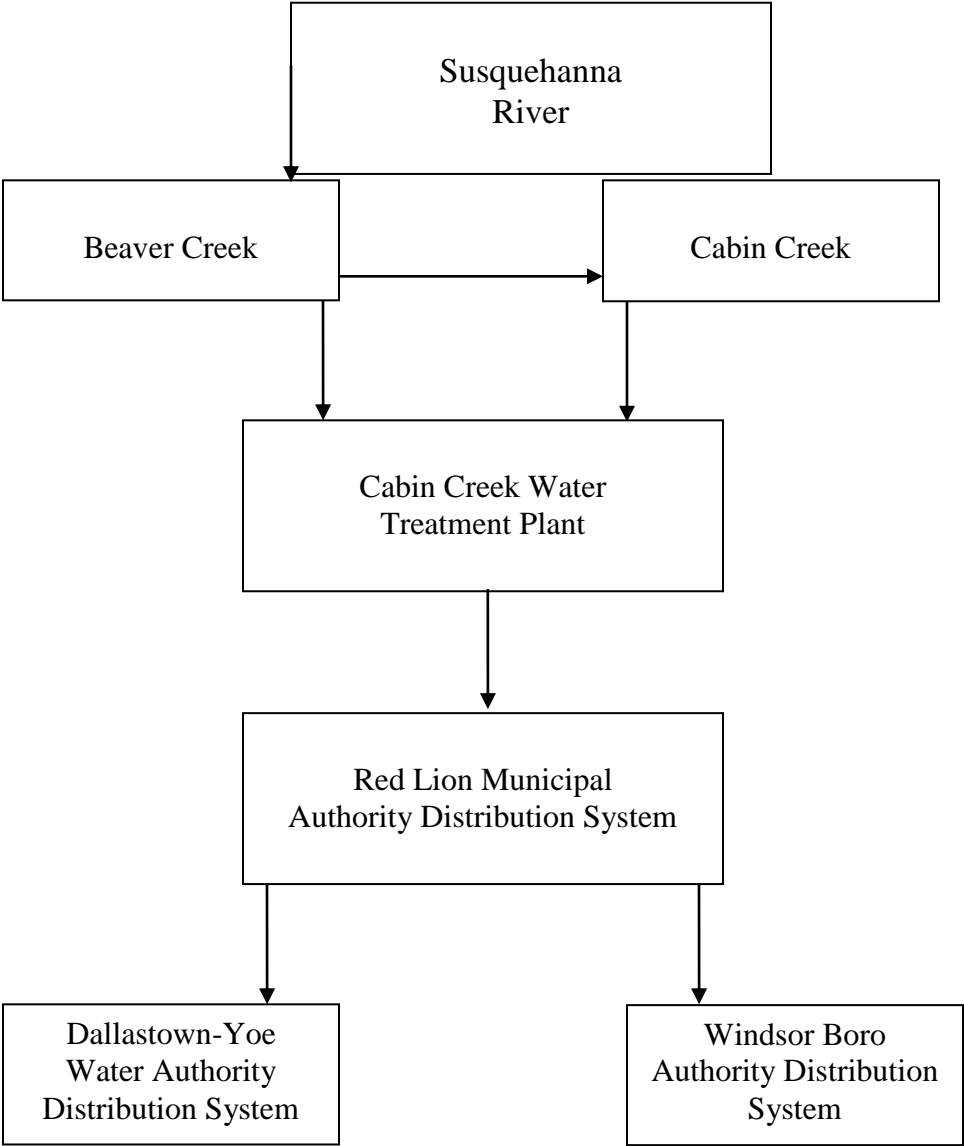 Susquehanna
River
Beaver Creek
Cabin Creek
Cabin Creek Water
Treatment Plant
Red Lion Municipal
Authority Distribution System
Dallastown-Yoe
Water Authority
Distribution System
Windsor Boro
Authority Distribution
System